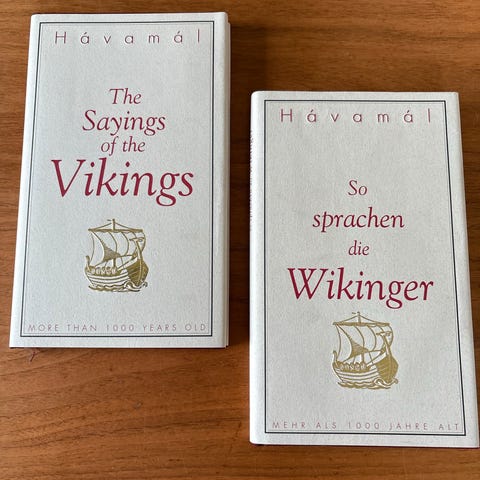 Hávamál
The
Sayings
of the
Vikings
MORE THAN 1000 YEARS OLD
Hávamál
So
sprachen
die
Wikinger
MEHR ALS 1000 JAHRE ALT